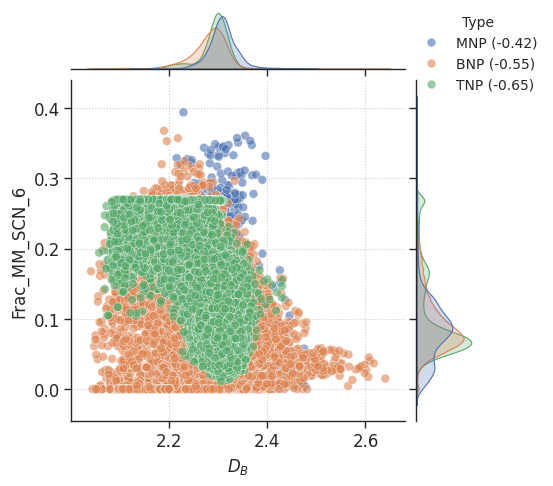 Type
MNP (-0.42)
BNP (-0.55)
TNP (-0.65)
0.4
0.3
0.2
0.1
0.0
Frac_MM_SCN_6
2.2 2.4 2.6
D_B